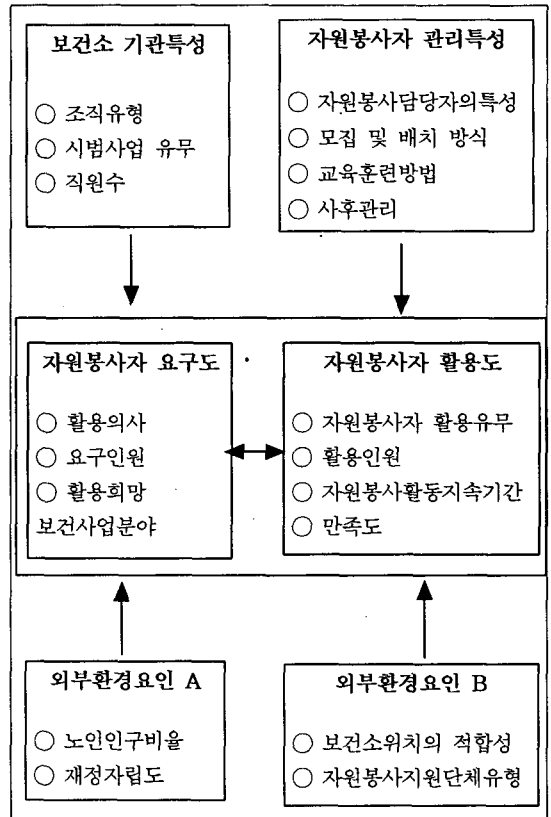 보건소 기관특성
○ 조직유형
○ 시범사업 유무
○ 직원수
자원봉사자 관리특성
○ 자원봉사담당자의특성
○ 모집 및 배치 방식
○ 교육훈련방법
○ 사후관리
자원봉사자 요구도
○ 활용의사
○ 요구인원
○ 활용희망
보건사업분야
자원봉사자 활용도
○ 자원봉사자 활용유무
○ 활용인원
○ 자원봉사활동지속기간
○ 만족도
외부환경요인 A
○ 노인인구비율
○ 재정자립도
외부환경요인 B
○ 보건소위치의 적합성
○ 자원봉사지원단체유형